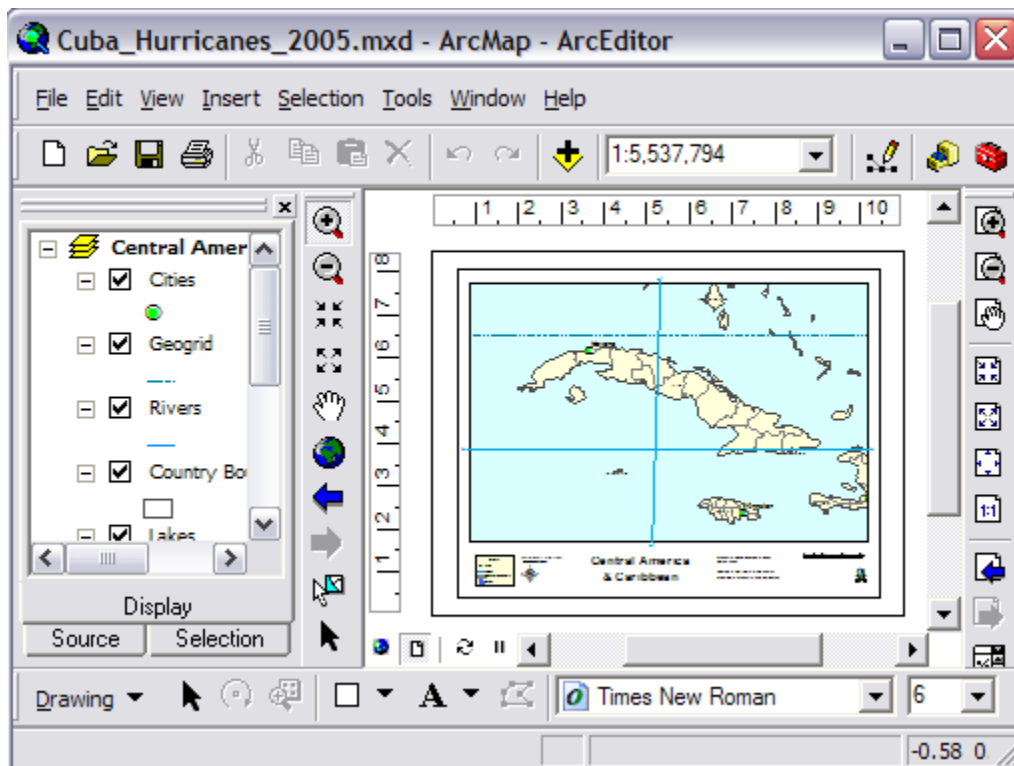 Cuba_Hurricanes_2005.mxd - ArcMap - ArcEditor
File Edit View Insert Selection Tools Window Help
1:5,537,794
Central Amer
Cities
Geogrid
Rivers
Country Bo
Lakes
Display
Source Selection
1 2 3 4 5 6 7 8 9 10
8
7
6
5
4
3
2
1
Central America
& Caribbean
1:1
Drawing A Times New Roman 6
-0.58 0